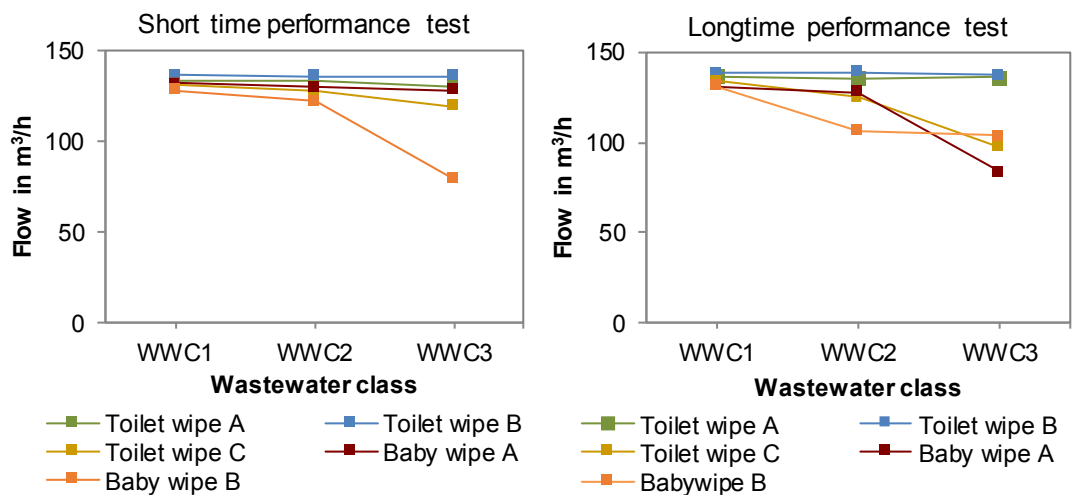 Short time performance test
150
100
50
0
Flow in m³/h
WWC1 WWC2 WWC3
Wastewater class
Toilet wipe A Toilet wipe B
Toilet wipe C Baby wipe A
Baby wipe B
Longtime performance test
150
100
50
0
Flow in m³/h
WWC1 WWC2 WWC3
Wastewater class
Toilet wipe A Toilet wipe B
Toilet wipe C Baby wipe A
Babywipe B